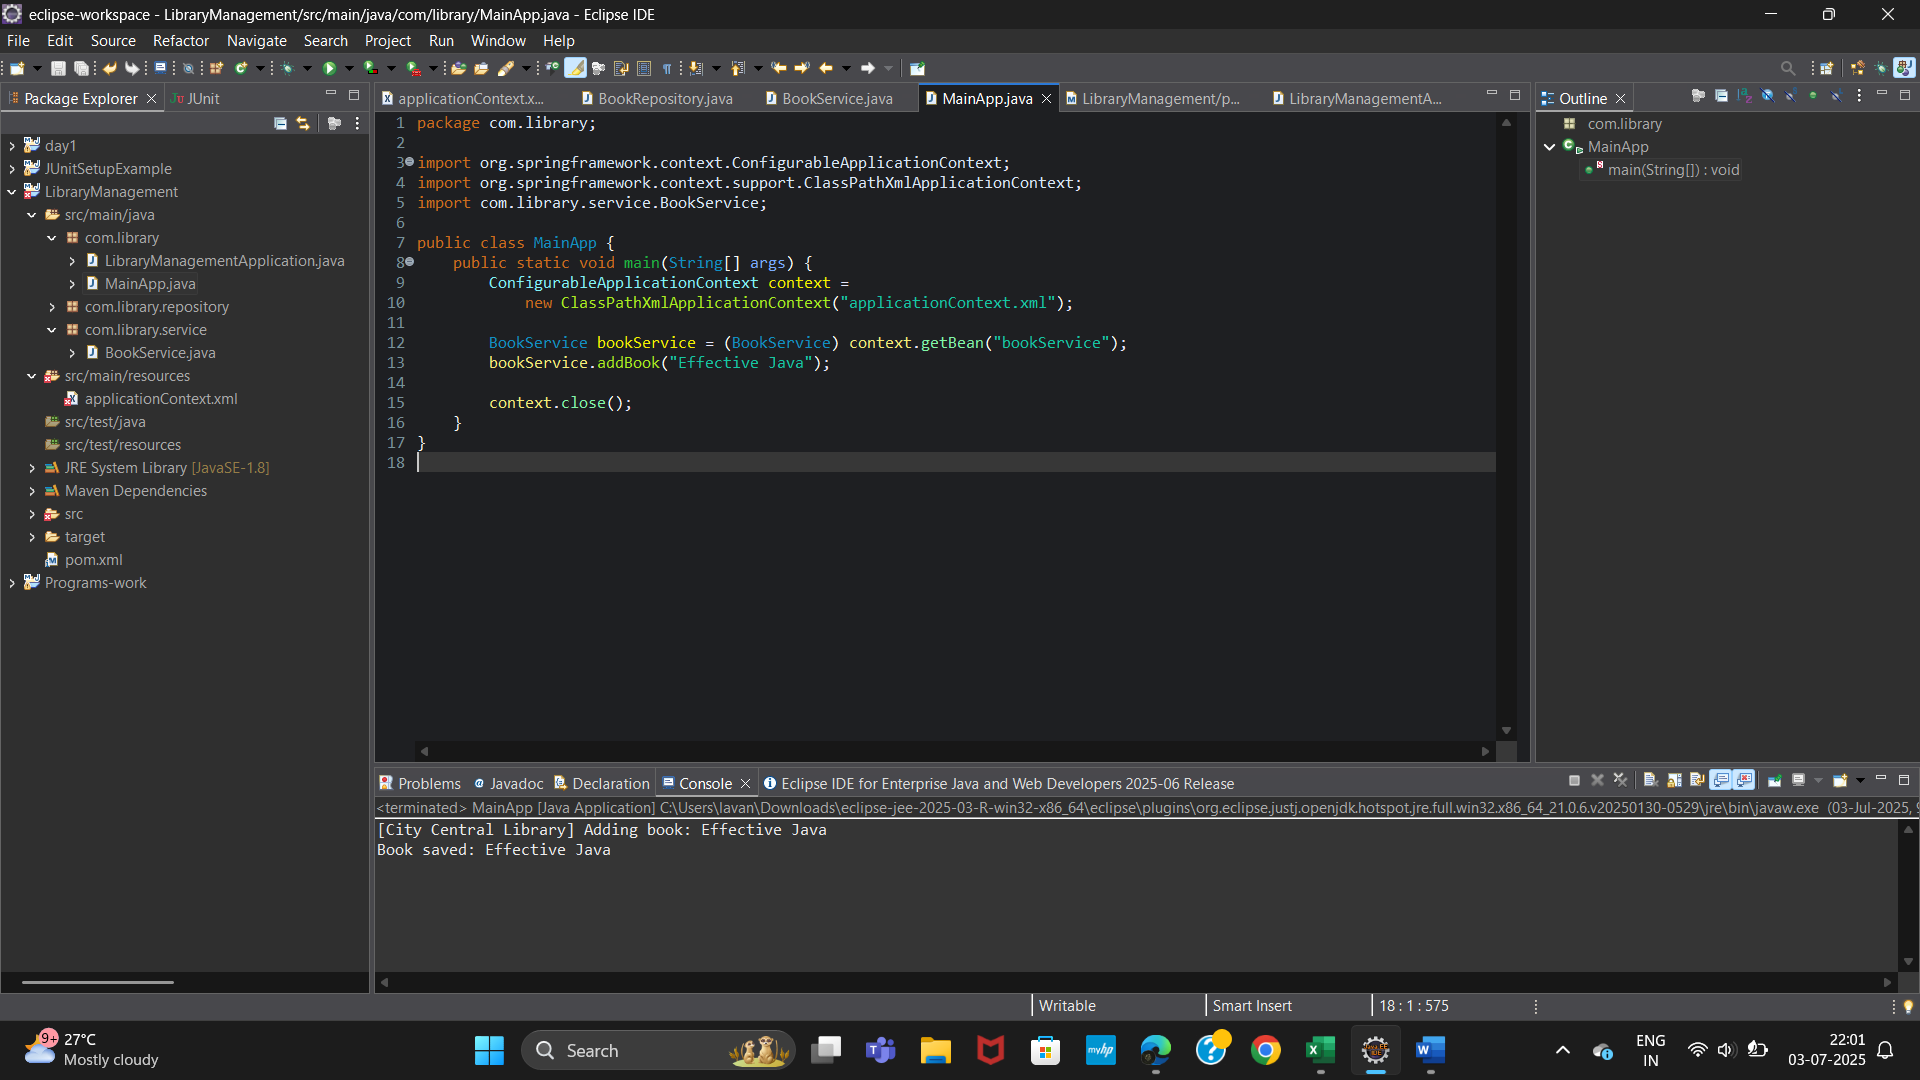 eclipse-workspace - LibraryManagement/src/main/java/com/library/MainApp.java - Eclipse IDE
File Edit Source Refactor Navigate Search Project Run Window Help
Package Explorer
JUnit
day1
JUnitSetupExample
LibraryManagement
src/main/java
com.library
LibraryManagementApplication.java
MainApp.java
com.library.repository
com.library.service
BookService.java
src/main/resources
applicationContext.xml
src/test/java
src/test/resources
JRE System Library [JavaSE-1.8]
Maven Dependencies
src
target
pom.xml
Programs-work
applicationContext.x... BookRepository.java BookService.java MainApp.java LibraryManagement/p... LibraryManagementA...
1 package com.library;
2
3 import org.springframework.context.ConfigurableApplicationContext;
4 import org.springframework.context.support.ClassPathXmlApplicationContext;
5 import com.library.service.BookService;
6
7 public class MainApp {
8     public static void main(String[] args) {
9         ConfigurableApplicationContext context =
10             new ClassPathXmlApplicationContext("applicationContext.xml");
11
12         BookService bookService = (BookService) context.getBean("bookService");
13         bookService.addBook("Effective Java");
14
15         context.close();
16     }
17 }
18
Outline
com.library
MainApp
main(String[]) : void
Problems Javadoc Declaration Console Eclipse IDE for Enterprise Java and Web Developers 2025-06 Release
<terminated> MainApp [Java Application] C:\Users\lavan\Downloads\eclipse-jee-2025-03-R-win32-x86_64\eclipse\plugins\org.eclipse.justj.openjdk.hotspot.jre.full.win32.x86_64_21.0.6.v20250130-0529\jre\bin\javaw.exe (03-Jul-2025, 9
[City Central Library] Adding book: Effective Java
Book saved: Effective Java
Writable Smart Insert 18 : 1 : 575
9+
27°C
Mostly cloudy
Search
myhp
ENG
IN
22:01
03-07-2025